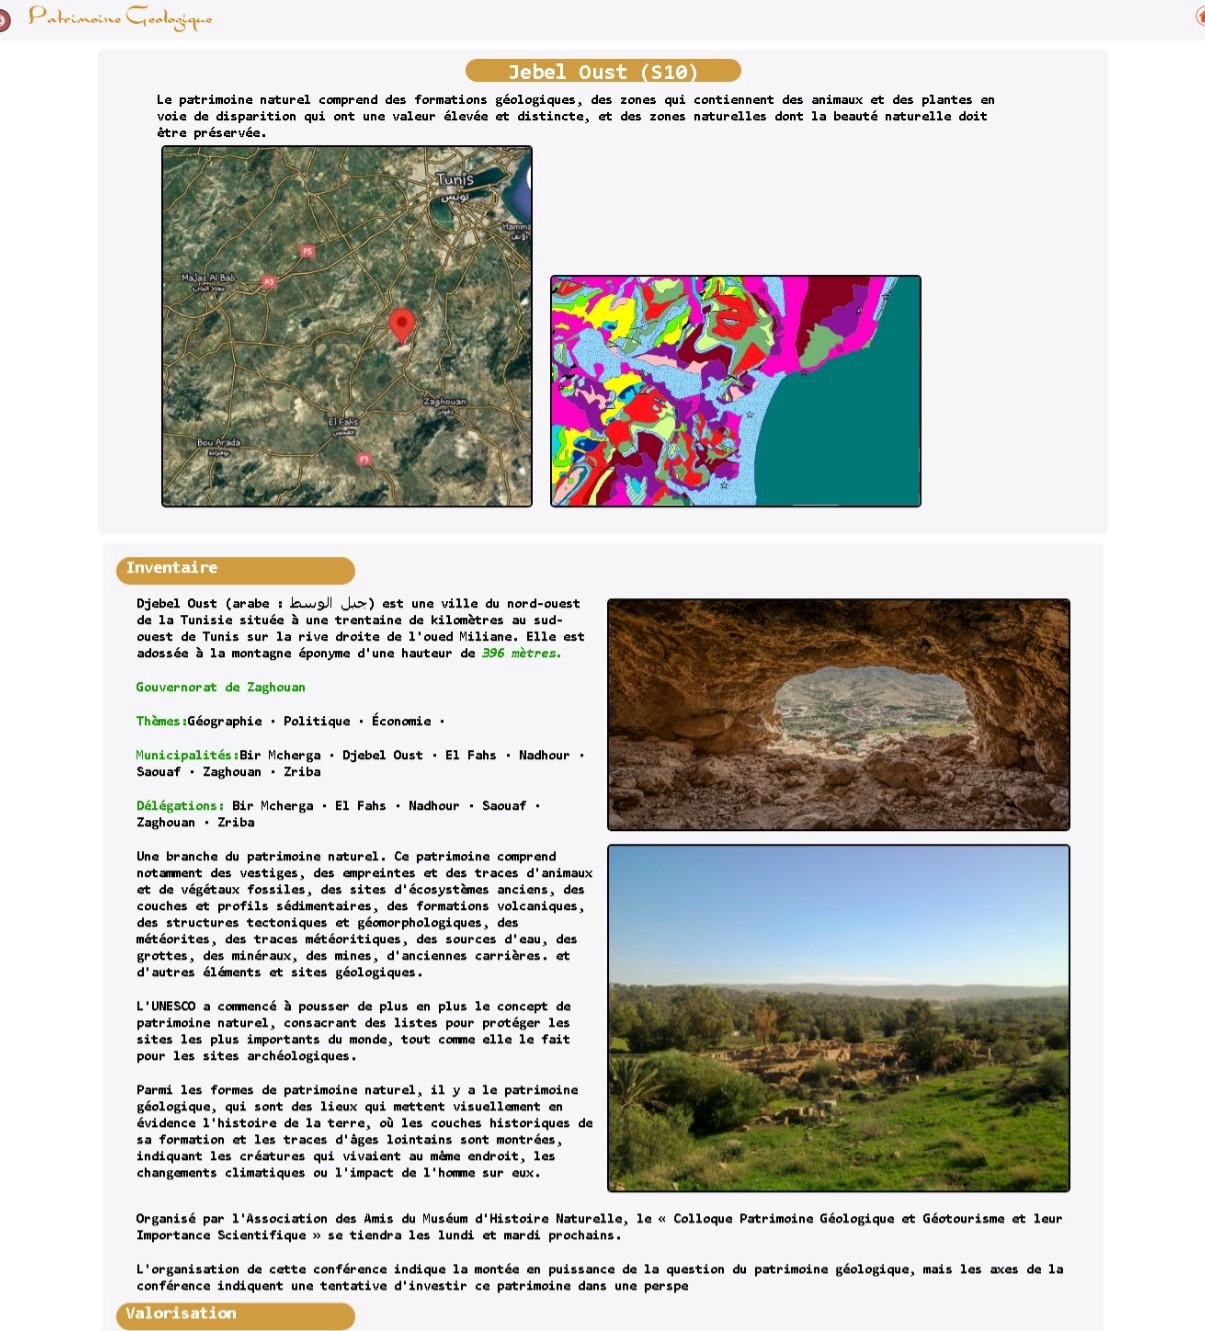 Patrimoine Geologique
Jebel Oust (S10)
Le patrimoine naturel comprend des formations géologiques, des zones qui contiennent des animaux et des plantes en
voie de disparition qui ont une valeur élevée et distincte, et des zones naturelles dont la beauté naturelle doit
être préservée.
Tunis
تونس
Hamma
P5
Majaz Al Bab
مجاز الباب
A3
Zaghouan
زغوان
El Fahs
الفحص
Bou Arada
بوعرادة
P3
Inventaire
Djebel Oust (arabe : جبل الوسط) est une ville du nord-ouest
de la Tunisie située à une trentaine de kilomètres au sud-
ouest de Tunis sur la rive droite de l'oued Miliane. Elle est
adossée à la montagne éponyme d'une hauteur de 396 mètres.
Gouvernorat de Zaghouan
Thèmes:Géographie · Politique · Économie ·
Municipalités:Bir Mcherga · Djebel Oust · El Fahs · Nadhour ·
Saouaf · Zaghouan · Zriba
Délégations: Bir Mcherga · El Fahs · Nadhour · Saouaf ·
Zaghouan · Zriba
Une branche du patrimoine naturel. Ce patrimoine comprend
notamment des vestiges, des empreintes et des traces d'animaux
et de végétaux fossiles, des sites d'écosystèmes anciens, des
couches et profils sédimentaires, des formations volcaniques,
des structures tectoniques et géomorphologiques, des
météorites, des traces météoritiques, des sources d'eau, des
grottes, des minéraux, des mines, d'anciennes carrières. et
d'autres éléments et sites géologiques.
L'UNESCO a commencé à pousser de plus en plus le concept de
patrimoine naturel, consacrant des listes pour protéger les
sites les plus importants du monde, tout comme elle le fait
pour les sites archéologiques.
Parmi les formes de patrimoine naturel, il y a le patrimoine
géologique, qui sont des lieux qui mettent visuellement en
évidence l'histoire de la terre, où les couches historiques de
sa formation et les traces d'âges lointains sont montrées,
indiquant les créatures qui vivaient au même endroit, les
changements climatiques ou l'impact de l'homme sur eux.
Organisé par l'Association des Amis du Muséum d'Histoire Naturelle, le « Colloque Patrimoine Géologique et Géotourisme et leur
Importance Scientifique » se tiendra les lundi et mardi prochains.
L'organisation de cette conférence indique la montée en puissance de la question du patrimoine géologique, mais les axes de la
conférence indiquent une tentative d'investir ce patrimoine dans une perspe
Valorisation